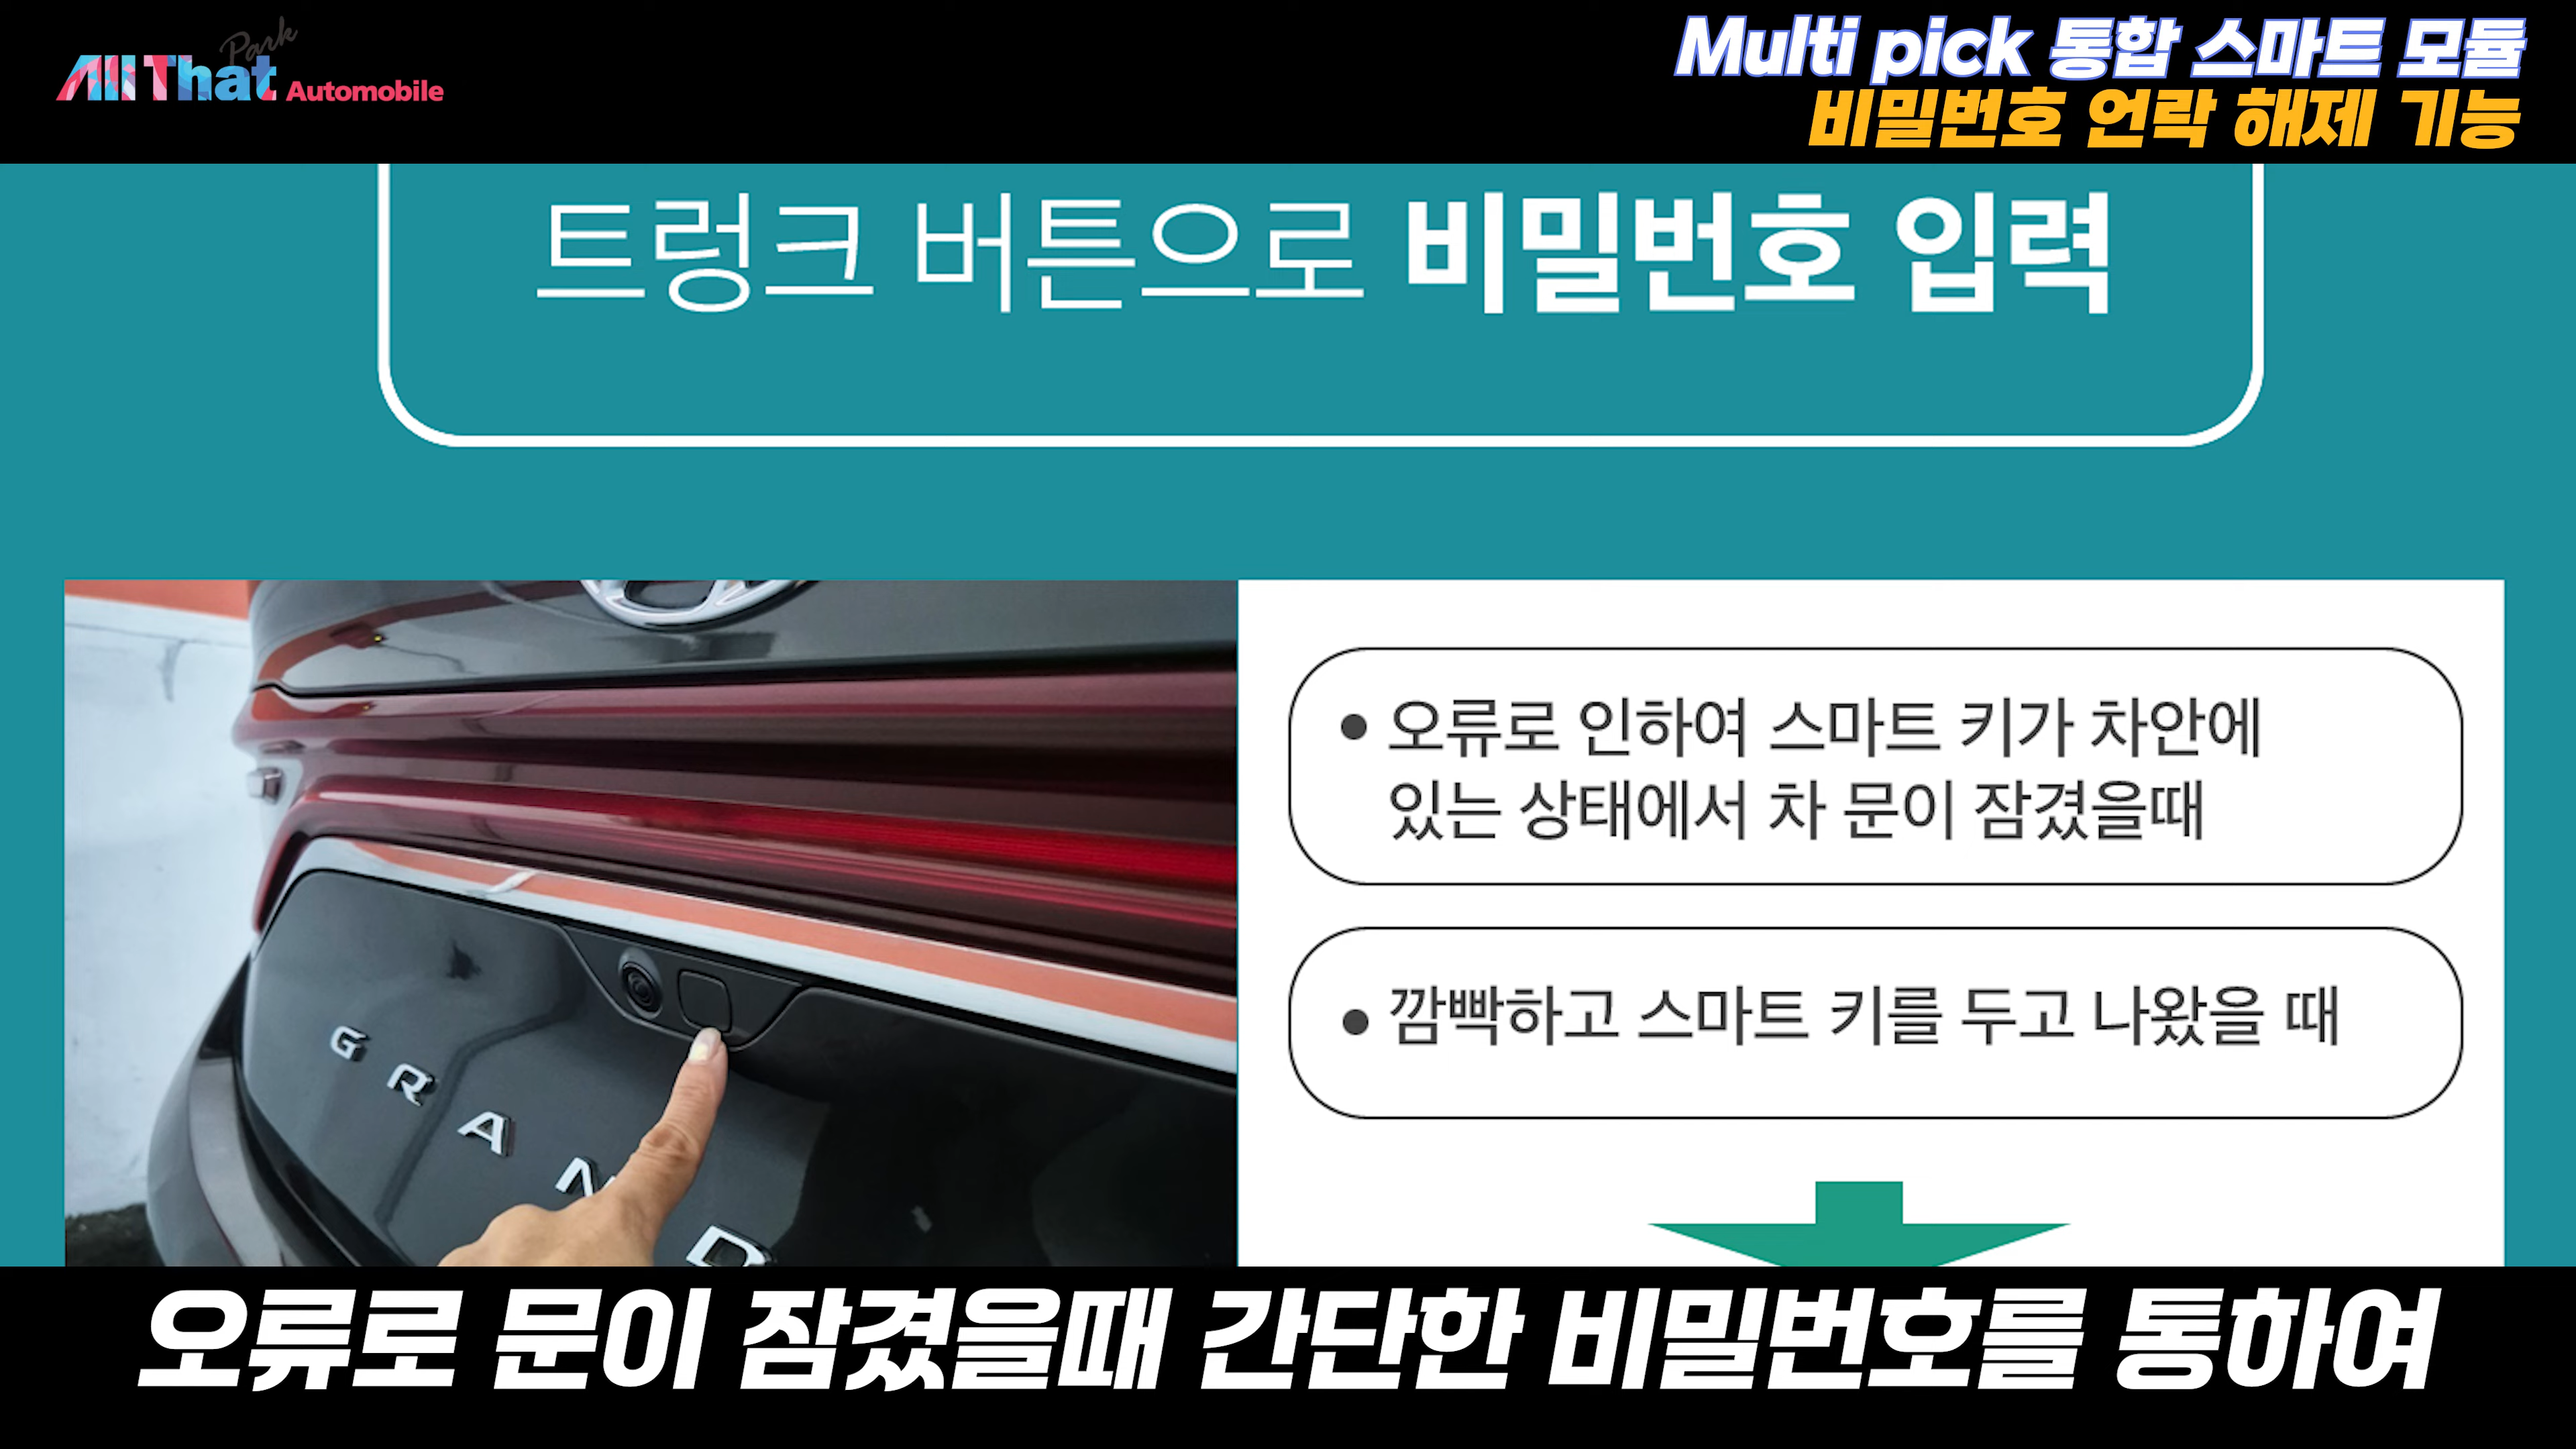 All That Park Automobile
Multi pick 통합 스마트 모듈
비밀번호 언락 해제 기능
트렁크 버튼으로 비밀번호 입력
• 오류로 인하여 스마트 키가 차안에
있는 상태에서 차 문이 잠겼을때
• 깜빡하고 스마트 키를 두고 나왔을 때
G R A N D
오류로 문이 잠겼을때 간단한 비밀번호를 통하여